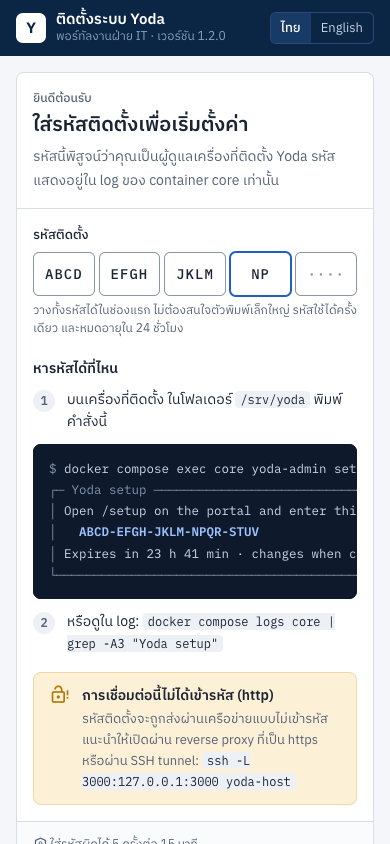 Y
ติดตั้งระบบ Yoda
พอร์ทัลงานฝ่าย IT · เวอร์ชัน 1.2.0
ไทย English
ยินดีต้อนรับ
ใส่รหัสติดตั้งเพื่อเริ่มตั้งค่า
รหัสนี้พิสูจน์ว่าคุณเป็นผู้ดูแลเครื่องที่ติดตั้ง Yoda รหัส
แสดงอยู่ใน log ของ container core เท่านั้น
รหัสติดตั้ง
ABCD EFGH JKLM NP ····
วางทั้งรหัสได้ในช่องแรก ไม่ต้องสนใจตัวพิมพ์เล็กใหญ่ รหัสใช้ได้ครั้ง
เดียว และหมดอายุใน 24 ชั่วโมง
หารหัสได้ที่ไหน
1 บนเครื่องที่ติดตั้ง ในโฟลเดอร์ /srv/yoda พิมพ์
คำสั่งนี้
$ docker compose exec core yoda-admin set
┌─ Yoda setup ─────────────────
│ Open /setup on the portal and enter thi
│ ABCD-EFGH-JKLM-NPQR-STUV
│ Expires in 23 h 41 min · changes when c
└──────────────────────────────
2 หรือดูใน log: docker compose logs core |
grep -A3 "Yoda setup"
การเชื่อมต่อนี้ไม่ได้เข้ารหัส (http)
รหัสติดตั้งจะถูกส่งผ่านเครือข่ายแบบไม่เข้ารหัส
แนะนำให้เปิดผ่าน reverse proxy ที่เป็น https
หรือผ่าน SSH tunnel: ssh -L
3000:127.0.0.1:3000 yoda-host
ใส่รหัสผิดได้ 5 ครั้งต่อ 15 นาที